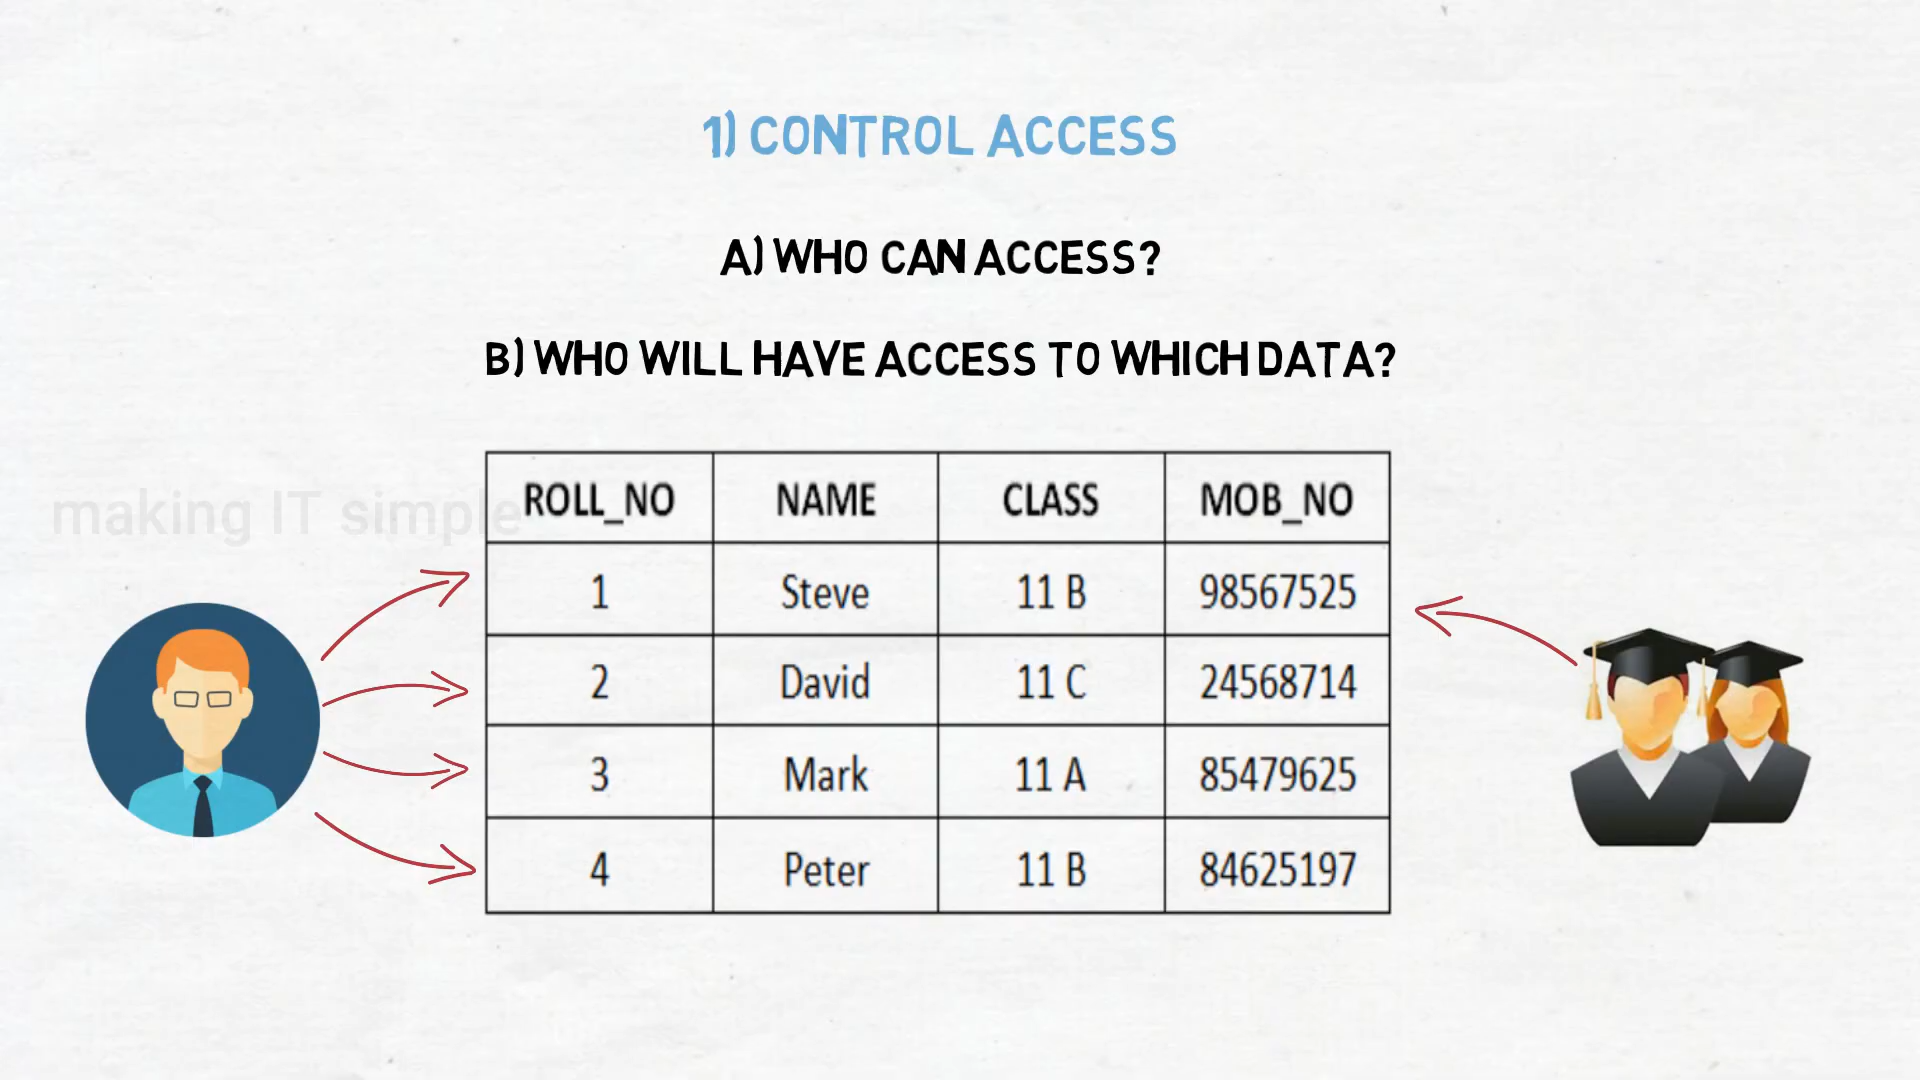 1) CONTROL ACCESS
A) WHO CAN ACCESS?
B) WHO WILL HAVE ACCESS TO WHICH DATA?
making IT simple
ROLL_NO NAME CLASS MOB_NO
1 Steve 11 B 98567525
2 David 11 C 24568714
3 Mark 11 A 85479625
4 Peter 11 B 84625197